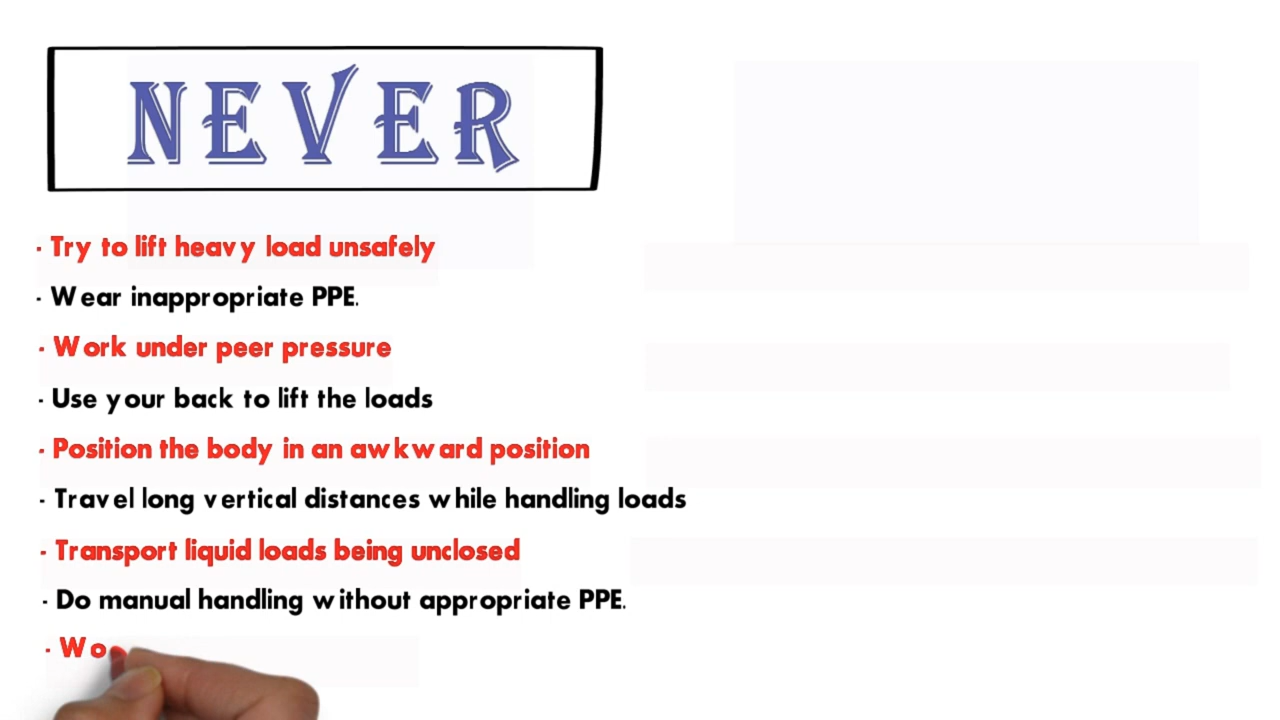 NEVER
- Try to lift heavy load unsafely
- Wear inappropriate PPE.
- Work under peer pressure
- Use your back to lift the loads
- Position the body in an awkward position
- Travel long vertical distances while handling loads
- Transport liquid loads being unclosed
- Do manual handling without appropriate PPE.
- Wo